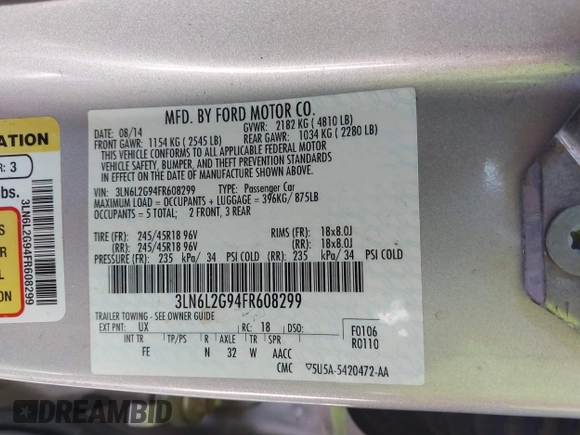 MFD. BY FORD MOTOR CO.
DATE: 08/14 GVWR: 2182 KG ( 4810 LB)
FRONT GAWR: 1154 KG ( 2545 LB) REAR GAWR: 1034 KG ( 2280 LB)
THIS VEHICLE CONFORMS TO ALL APPLICABLE FEDERAL MOTOR
VEHICLE SAFETY, BUMPER, AND THEFT PREVENTION STANDARDS
IN EFFECT ON THE DATE OF MANUFACTURE SHOWN ABOVE.
VIN: 3LN6L2G94FR608299 TYPE: Passenger Car
MAXIMUM LOAD = OCCUPANTS + LUGGAGE = 396KG/ 875LB
OCCUPANTS = 5 TOTAL: 2 FRONT, 3 REAR
TIRE (FR): 245/45R18 96V RIMS (FR): 18x8.0J
(RR): 245/45R18 96V (RR): 18x8.0J
PRESSURE (FR): 235 kPa/ 34 PSI COLD (RR): 235 kPa/ 34 PSI COLD
3LN6L2G94FR608299
TRAILER TOWING - SEE OWNER GUIDE
EXT PNT: UX RC: 18 DSO:
INT TR TP/PS R AXLE TR SPR
FE N 32 W AACC
F0106
R0110
CMC 5U5A-5420472-AA
ATION
R: 3
bs.
3LN6L2G94FR608299
ION
DREAMBID